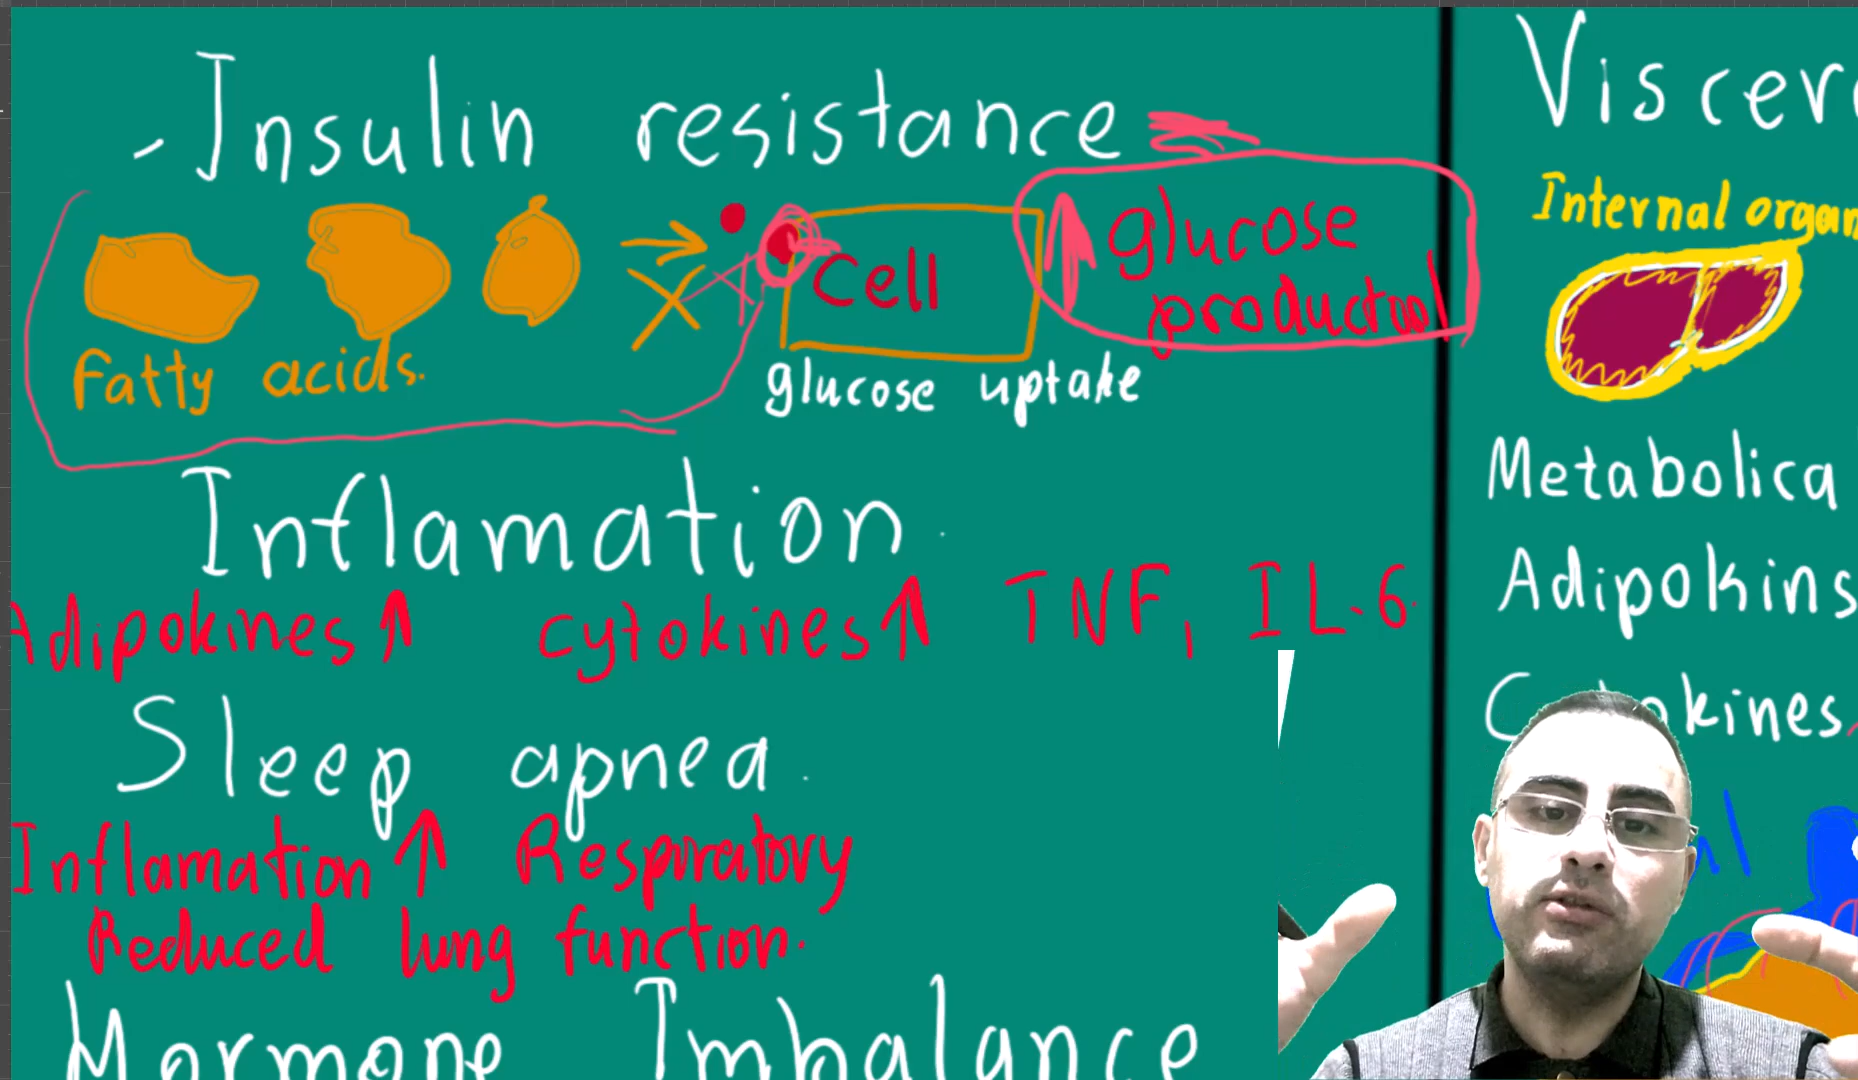 - Insulin resistance
Cell
glucose
production
Fatty acids.
glucose uptake
Inflamation.
Adipokines ↑ cytokines ↑ TNF, IL-6.
Sleep apnea.
Inflamation ↑ Respiratory
Reduced lung function.
Hormone Imbalance
Viscer
Internal organ
Metabolica
Adipokins
Cytokines